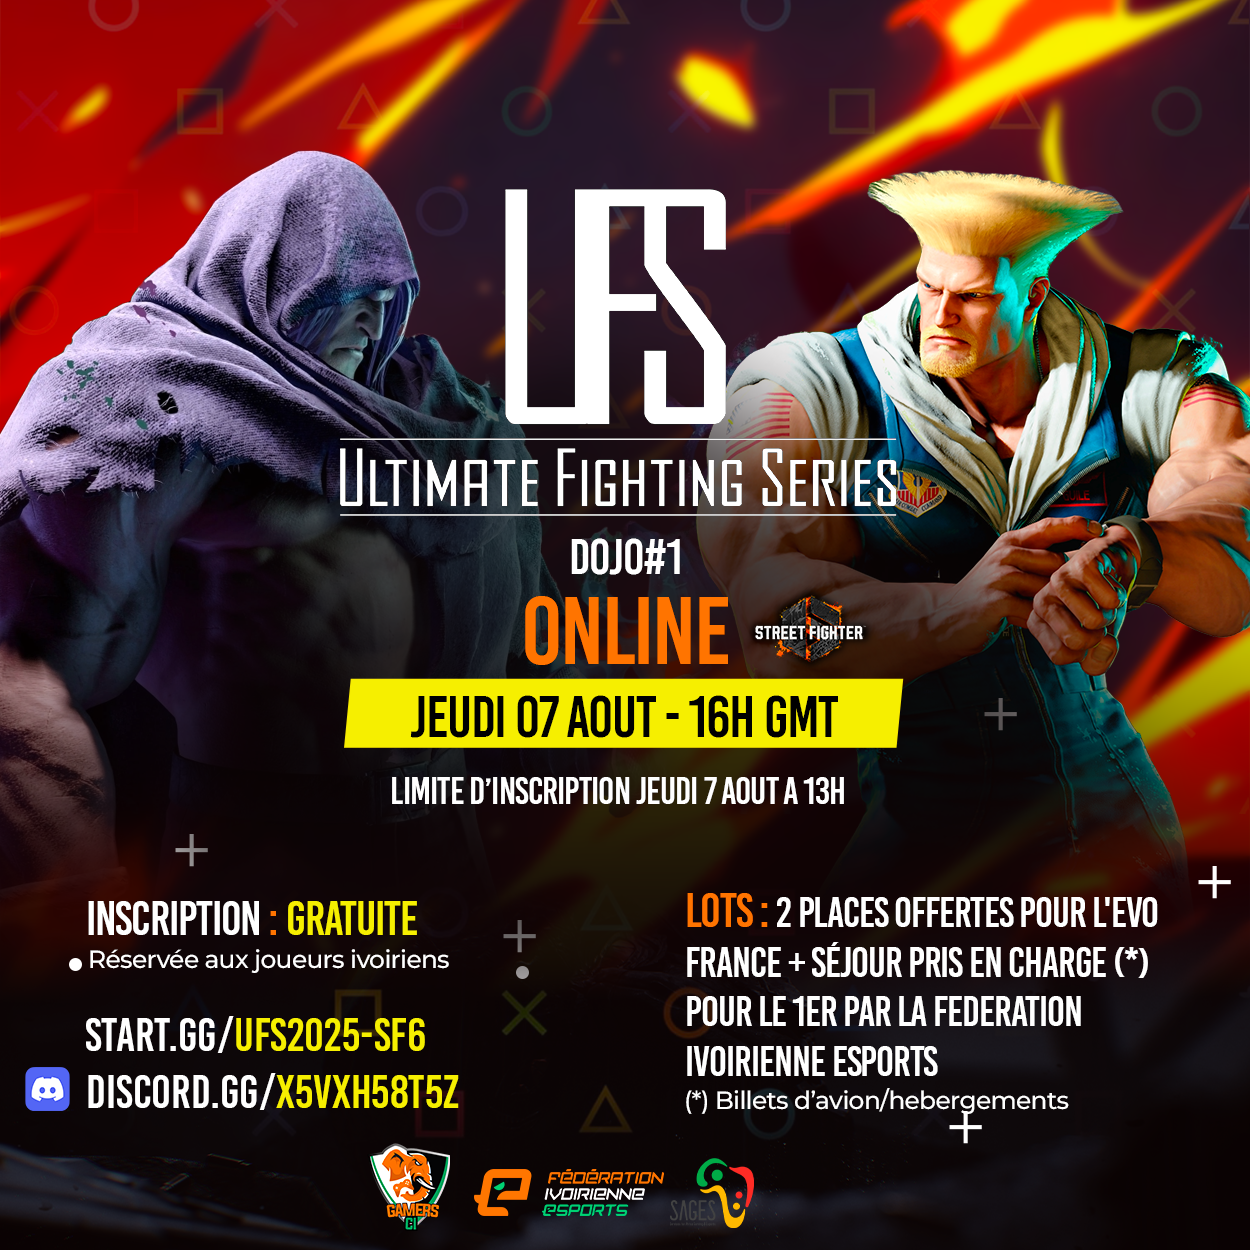 UFS
ULTIMATE FIGHTING SERIES
DOJO#1
ONLINE
STREET FIGHTER
JEUDI 07 AOUT - 16H GMT
LIMITE D'INSCRIPTION JEUDI 7 AOUT A 13H
INSCRIPTION : GRATUITE
Réservée aux joueurs ivoiriens
START.GG/UFS2025-SF6
DISCORD.GG/X5VXH58T5Z
LOTS : 2 PLACES OFFERTES POUR L'EVO
FRANCE + SÉJOUR PRIS EN CHARGE (*)
POUR LE 1ER PAR LA FEDERATION
IVOIRIENNE ESPORTS
(*) Billets d'avion/hebergements
GAMERS
CI
FÉDÉRATION
IVOIRIENNE
eSPORTS
SAGES